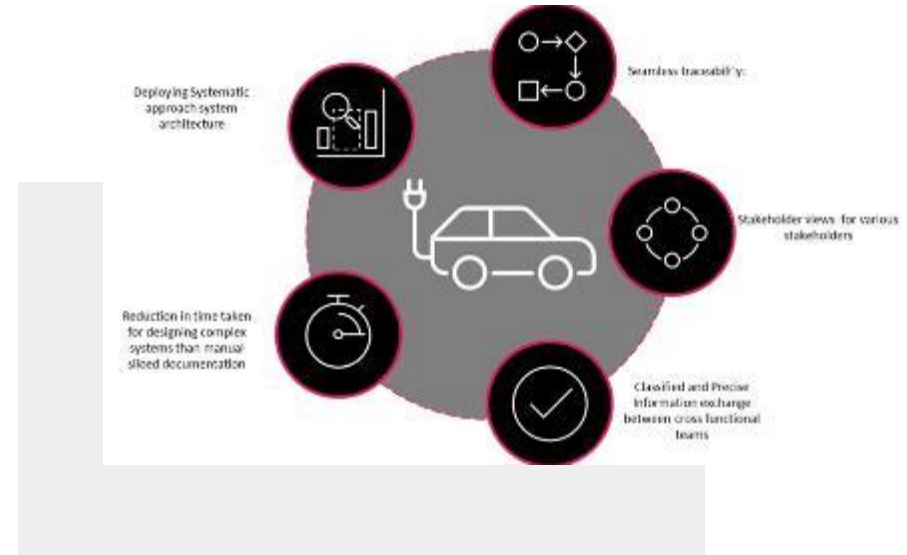 Deploying Systematic
approach system
architecture
Seamless traceability:
Stakeholder views for various
stakeholders
Classified and Precise
Information exchange
between cross functional
teams
Reduction in time taken
for designing complex
systems than manual
siloed documentation